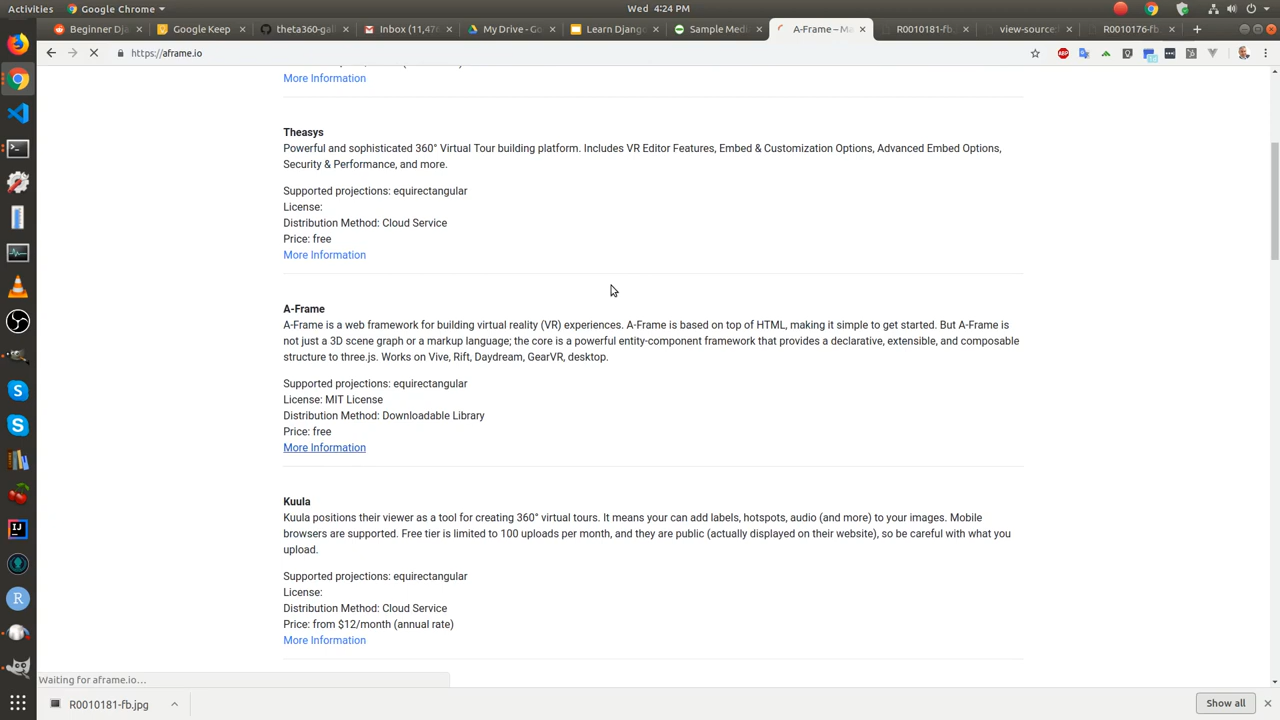 Activities
Google Chrome
Wed 4:24 PM
Beginner Dj
Google Keep
theta360-gal
Inbox (11,47
My Drive - Go
Learn Django
Sample Medi
A-Frame – Ma
R0010181-fb.
view-source:
R0010176-fb.
https://aframe.io
More Information
Theasys
Powerful and sophisticated 360° Virtual Tour building platform. Includes VR Editor Features, Embed & Customization Options, Advanced Embed Options,
Security & Performance, and more.
Supported projections: equirectangular
License:
Distribution Method: Cloud Service
Price: free
More Information
A-Frame
A-Frame is a web framework for building virtual reality (VR) experiences. A-Frame is based on top of HTML, making it simple to get started. But A-Frame is
not just a 3D scene graph or a markup language; the core is a powerful entity-component framework that provides a declarative, extensible, and composable
structure to three.js. Works on Vive, Rift, Daydream, GearVR, desktop.
Supported projections: equirectangular
License: MIT License
Distribution Method: Downloadable Library
Price: free
More Information
Kuula
Kuula positions their viewer as a tool for creating 360° virtual tours. It means your can add labels, hotspots, audio (and more) to your images. Mobile
browsers are supported. Free tier is limited to 100 uploads per month, and they are public (actually displayed on their website), so be careful with what you
upload.
Supported projections: equirectangular
License:
Distribution Method: Cloud Service
Price: from $12/month (annual rate)
More Information
Waiting for aframe.io...
R0010181-fb.jpg
Show all